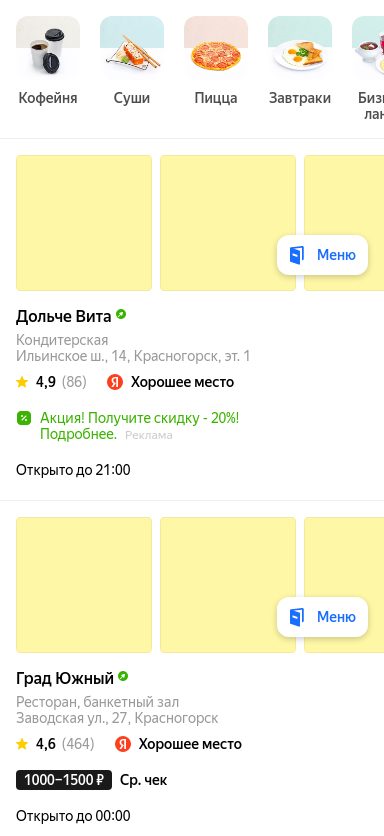 Кофейня
Суши
Пицца
Завтраки
Меню
Дольче Вита
Кондитерская
Ильинское ш., 14, Красногорск, эт. 1
4,9 (86) Я Хорошее место
Акция! Получите скидку - 20%!
Подробнее. Реклама
Открыто до 21:00
Меню
Град Южный
Ресторан, банкетный зал
Заводская ул., 27, Красногорск
4,6 (464) Я Хорошее место
1000–1500 ₽ Ср. чек
Открыто до 00:00